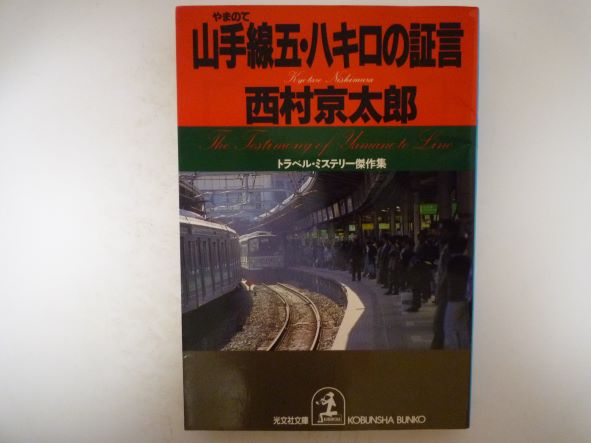 やまのて
山手線五・八キロの証言
Kyotaro Nishimura
西村京太郎
The Testimony of Yamanote Line
トラベル・ミステリー傑作集
光文社文庫
KOBUNSHA BUNKO